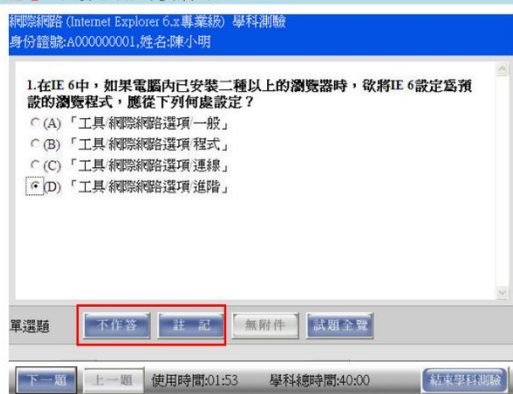 網際網路 (Internet Explorer 6.x專業級) 學科測驗
身份證號:A000000001,姓名:陳小明
1.在IE 6中，如果電腦內已安裝二種以上的瀏覽器時，欲將IE 6設定為預
設的瀏覽程式，應從下列何處設定？
(A) 「工具/網際網路選項/一般」
(B) 「工具/網際網路選項/程式」
(C) 「工具/網際網路選項/連線」
(D) 「工具/網際網路選項/進階」
單選題 不作答 註 記 無附件 試題全覽
下一題 上一題 使用時間:01:53 學科總時間:40:00 結束學科測驗